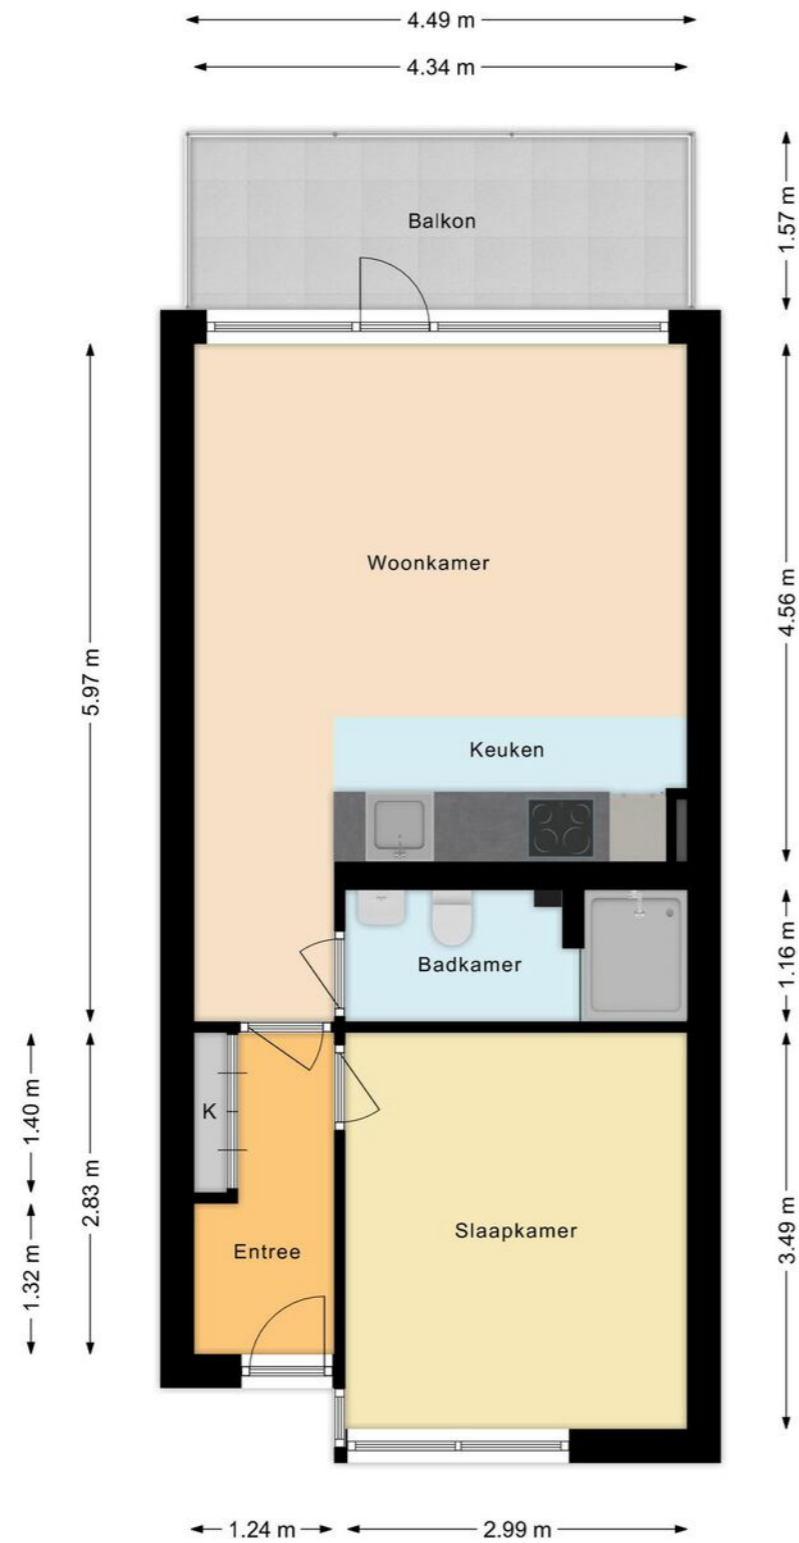 4.49 m
4.34 m
1.57 m
Balkon
Woonkamer
4.56 m
5.97 m
Keuken
1.16 m
Badkamer
K
1.40 m
2.83 m
Slaapkamer
3.49 m
Entree
1.32 m
1.24 m
2.99 m